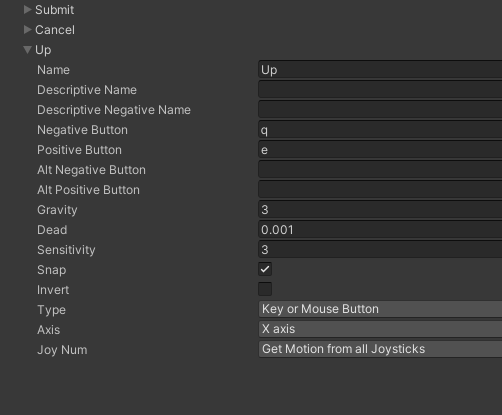 Submit
Cancel
Up
Name Up
Descriptive Name
Descriptive Negative Name
Negative Button q
Positive Button e
Alt Negative Button
Alt Positive Button
Gravity 3
Dead 0.001
Sensitivity 3
Snap
Invert
Type Key or Mouse Button
Axis X axis
Joy Num Get Motion from all Joysticks